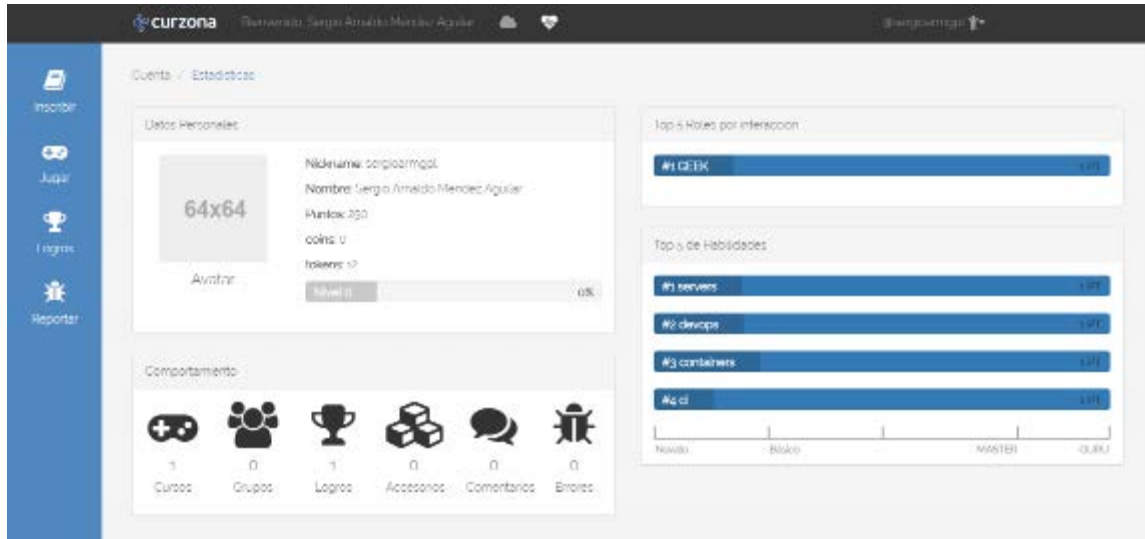 curzona Bienvenido, Sergio Arnaldo Mendez Aguilar
Inscribir
Jugar
Logros
Reportar
Cuenta / Estadisticas
Datos Personales
64x64
Avatar
Nickname: sergioarmgpl
Nombre: Sergio Arnaldo Mendez Aguilar
Puntos: 250
coins: 0
tokens: 12
Nivel 0 0%
Comportamiento
1 0 1 0 0 0
Cursos Grupos Logros Accesorios Comentarios Errores
Top 5 Roles por interaccion
#1 GEEK
Top 5 de Habilidades
#1 servers
#2 devops
#3 containers
#4 ci
Novato Básico MASTER GURU